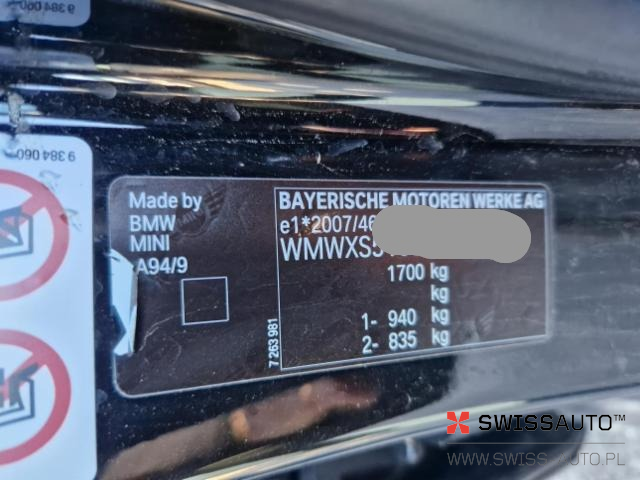 9 384 060
9 384 060
Made by
BMW
MINI
A94/9
BAYERISCHE MOTOREN WERKE AG
e1*2007/46
WMWXS5
1700 kg
kg
1- 940 kg
2- 835 kg
7 263 981
SWISSAUTO™
WWW.SWISSAUTO.PL